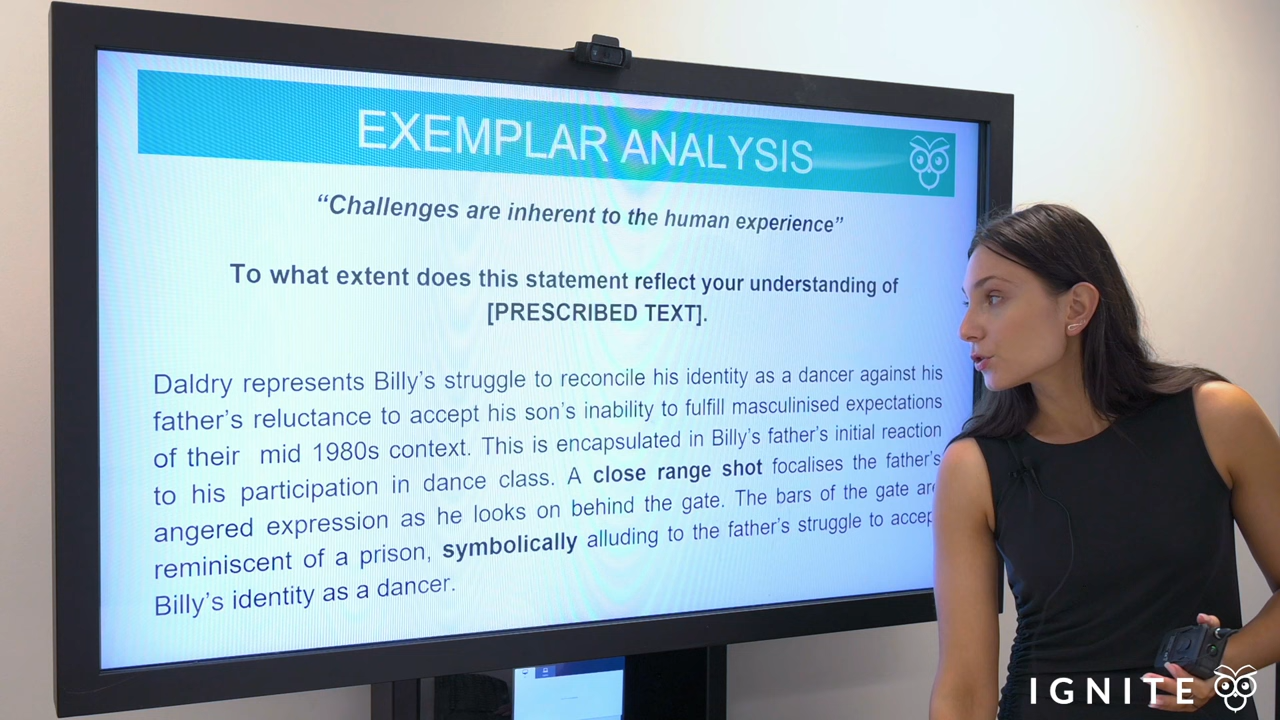 EXEMPLAR ANALYSIS
“Challenges are inherent to the human experience”
To what extent does this statement reflect your understanding of
[PRESCRIBED TEXT].
Daldry represents Billy’s struggle to reconcile his identity as a dancer against his
father’s reluctance to accept his son’s inability to fulfill masculinised expectations
of their mid 1980s context. This is encapsulated in Billy’s father’s initial reaction
to his participation in dance class. A close range shot focalises the father’s
angered expression as he looks on behind the gate. The bars of the gate are
reminiscent of a prison, symbolically alluding to the father’s struggle to accep
Billy’s identity as a dancer.
IGNITE